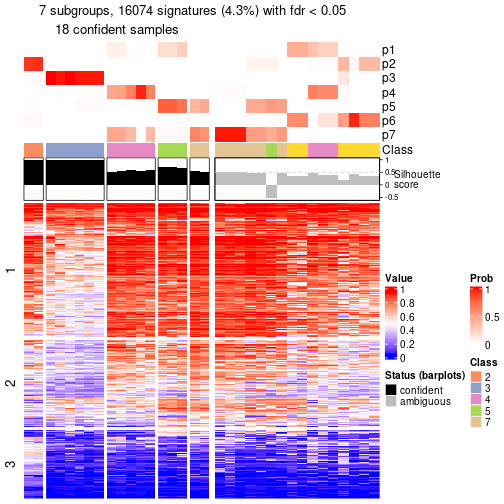 7 subgroups, 16074 signatures (4.3%) with fdr < 0.05
18 confident samples
p1
p2
p3
p4
p5
p6
p7
Class
1
0.5
0
-0.5
Silhouette
score
1
2
3
Value
1
0.8
0.6
0.4
0.2
0
Status (barplots)
confident
ambiguous
Prob
1
0.5
0
Class
2
3
4
5
7